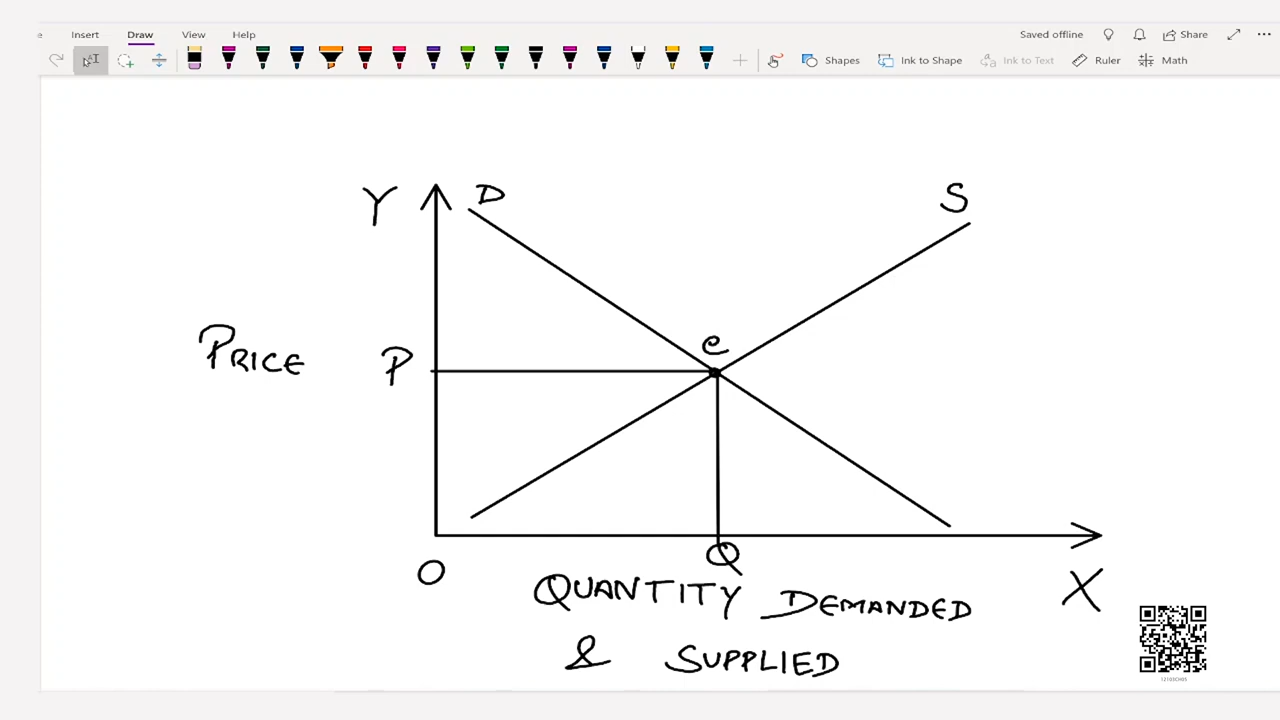 Insert Draw View Help Saved offline Share
Shapes Ink to Shape Ink to Text Ruler Math
Y D S
e
PRICE P
Q
O X
QUANTITY DEMANDED
& SUPPLIED
12103CH05